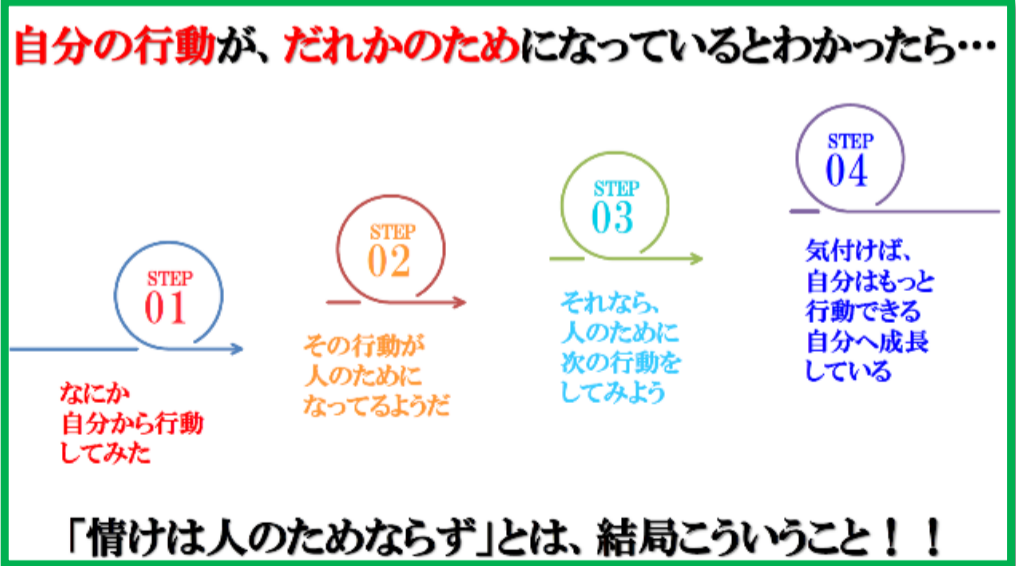 自分の行動が、だれかのためになっているとわかったら…
STEP
01
なにか
自分から行動
してみた
STEP
02
その行動が
人のために
なってるようだ
STEP
03
それなら、
人のために
次の行動を
してみよう
STEP
04
気付けば、
自分はもっと
行動できる
自分へ成長
している
「情けは人のためならず」とは、結局こういうこと！！